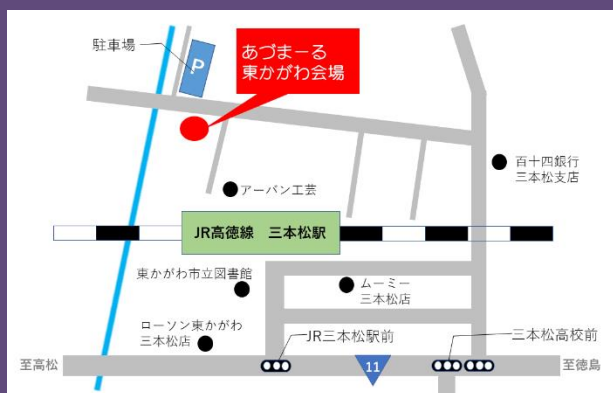 駐車場
P
あづまーる
東かがわ会場
百十四銀行
三本松支店
アーバン工芸
JR高徳線 三本松駅
東かがわ市立図書館
ムーミー
三本松店
ローソン東かがわ
三本松店
JR三本松駅前
三本松高校前
至高松
11
至徳島